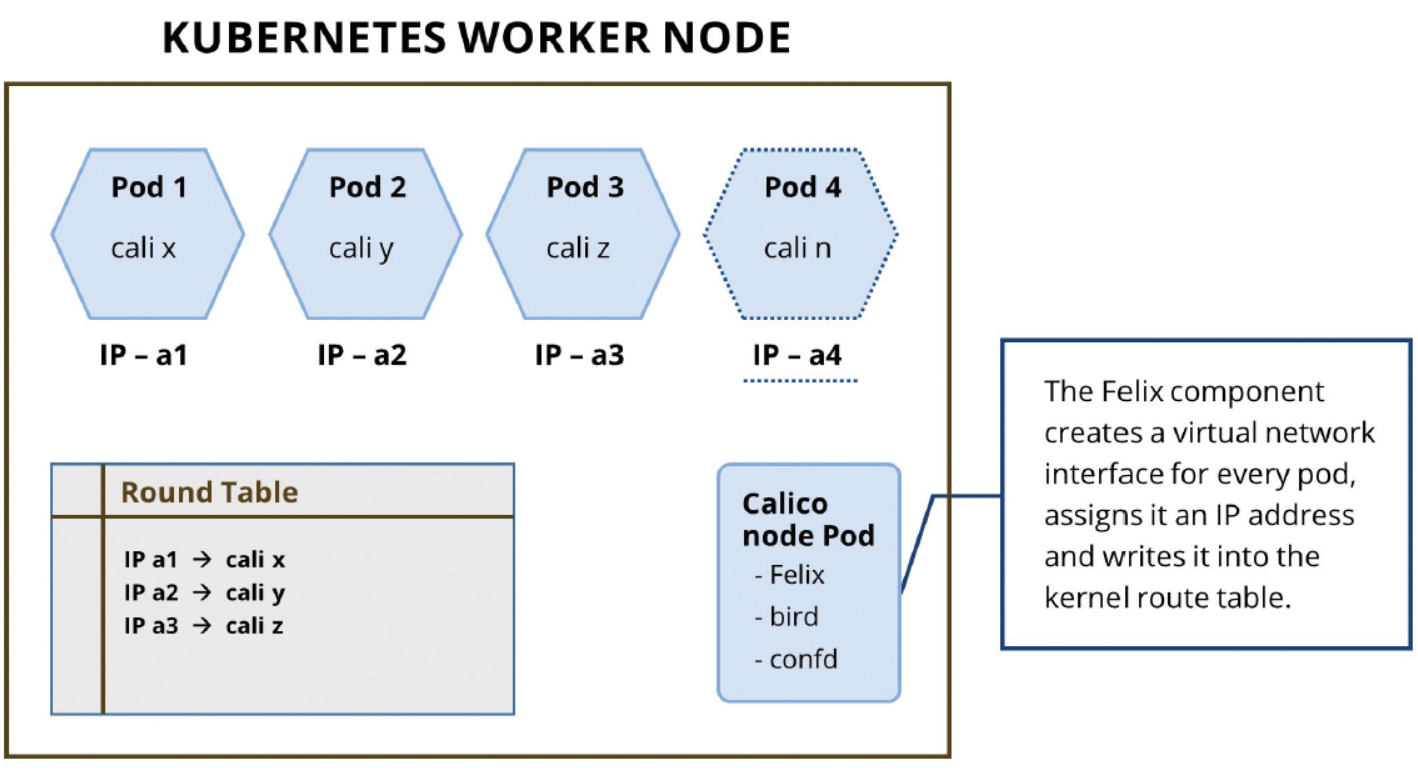 KUBERNETES WORKER NODE
Pod 1
cali x
IP – a1
Pod 2
cali y
IP – a2
Pod 3
cali z
IP – a3
Pod 4
cali n
IP – a4
Round Table
IP a1 → cali x
IP a2 → cali y
IP a3 → cali z
Calico
node Pod
- Felix
- bird
- confd
The Felix component
creates a virtual network
interface for every pod,
assigns it an IP address
and writes it into the
kernel route table.